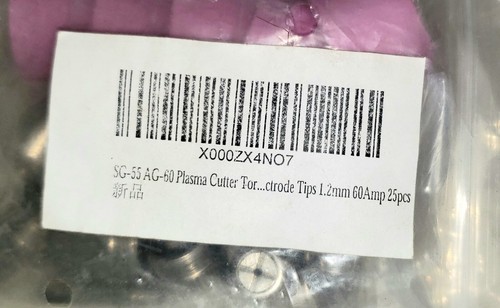 X000ZX4NO7
SG-55 AG-60 Plasma Cutter Tor...ctrode Tips 1.2mm 60Amp 25pcs
新品